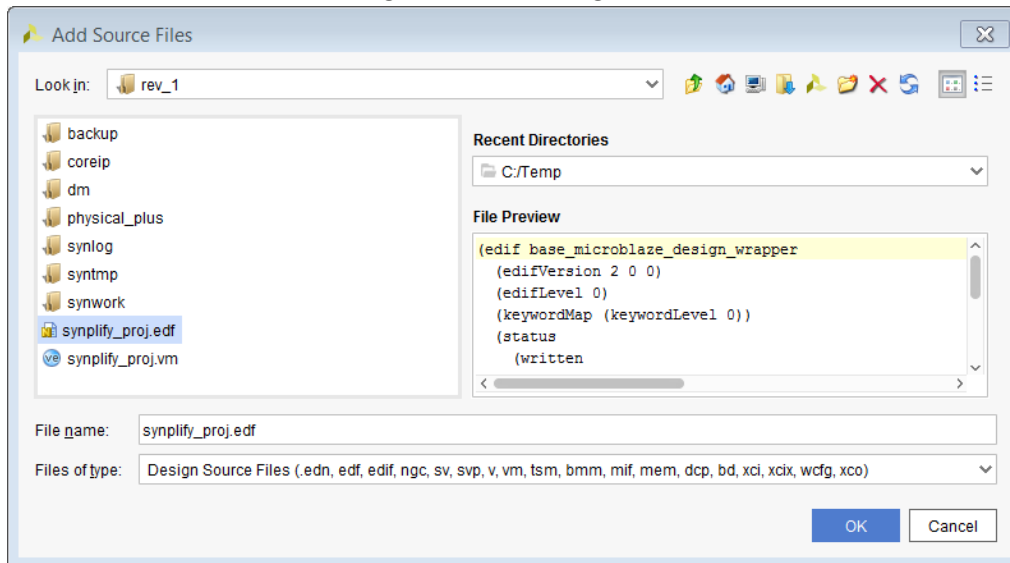 Add Source Files
Look in: rev_1
backup
coreip
dm
physical_plus
synlog
syntmp
synwork
synplify_proj.edf
synplify_proj.vm
Recent Directories
C:/Temp
File Preview
(edif base_microblaze_design_wrapper
(edifVersion 2 0 0)
(edifLevel 0)
(keywordMap (keywordLevel 0))
(status
(written
File name: synplify_proj.edf
Files of type: Design Source Files (.edn, edf, edif, ngc, sv, svp, v, vm, tsm, bmm, mif, mem, dcp, bd, xci, xcix, wcfg, xco)
OK Cancel